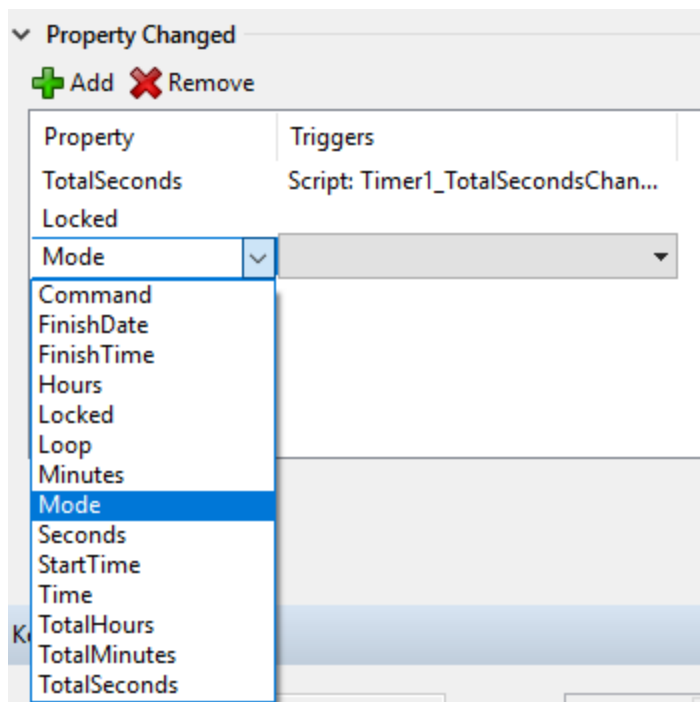 Property Changed
Add Remove
Property Triggers
TotalSeconds Script: Timer1_TotalSecondsChan...
Locked
Mode
Command
FinishDate
FinishTime
Hours
Locked
Loop
Minutes
Mode
Seconds
StartTime
Time
TotalHours
TotalMinutes
TotalSeconds